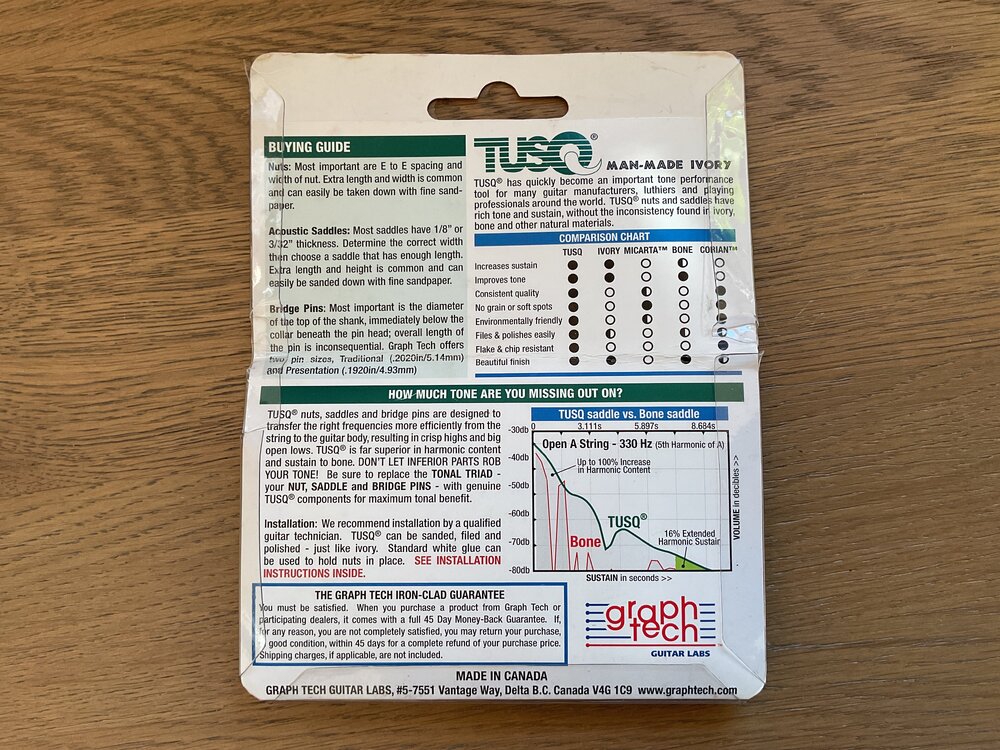 BUYING GUIDE
Nuts: Most important are E to E spacing and
width of nut. Extra length and width is common
and can easily be taken down with fine sand-
paper.
Acoustic Saddles: Most saddles have 1/8" or
3/32" thickness. Determine the correct width
then choose a saddle that has enough length.
Extra length and height is common and can
easily be sanded down with fine sandpaper.
Bridge Pins: Most important is the diameter
of the top of the shank, immediately below the
collar beneath the pin head; overall length of
the pin is inconsequential. Graph Tech offers
two pin sizes, Traditional (.2020in/5.14mm)
and Presentation (.1920in/4.93mm)
TUSQ® MAN-MADE IVORY
TUSQ® has quickly become an important tone performance
tool for many guitar manufacturers, luthiers and playing
professionals around the world. TUSQ® nuts and saddles have
rich tone and sustain, without the inconsistency found in ivory,
bone and other natural materials.
COMPARISON CHART
TUSQ IVORY MICARTA™ BONE CORIAN™
Increases sustain
Improves tone
Consistent quality
No grain or soft spots
Environmentally friendly
Files & polishes easily
Flake & chip resistant
Beautiful finish
HOW MUCH TONE ARE YOU MISSING OUT ON?
TUSQ® nuts, saddles and bridge pins are designed to
transfer the right frequencies more efficiently from the
string to the guitar body, resulting in crisp highs and big
open lows. TUSQ® is far superior in harmonic content
and sustain to bone. DON'T LET INFERIOR PARTS ROB
YOUR TONE! Be sure to replace the TONAL TRIAD -
your NUT, SADDLE and BRIDGE PINS - with genuine
TUSQ® components for maximum tonal benefit.
Installation: We recommend installation by a qualified
guitar technician. TUSQ® can be sanded, filed and
polished - just like ivory. Standard white glue can
be used to hold nuts in place. SEE INSTALLATION
INSTRUCTIONS INSIDE.
TUSQ saddle vs. Bone saddle
0 3.111s 5.897s 8.684s
-30db
Open A String - 330 Hz (5th Harmonic of A)
-40db
Up to 100% Increase
in Harmonic Content
-50db
-60db
TUSQ®
Bone
16% Extended
Harmonic Sustain
-70db
-80db
VOLUME in decibles >>
SUSTAIN in seconds >>
THE GRAPH TECH IRON-CLAD GUARANTEE
You must be satisfied. When you purchase a product from Graph Tech or
participating dealers, it comes with a full 45 Day Money-Back Guarantee. If,
for any reason, you are not completely satisfied, you may return your purchase,
in good condition, within 45 days for a complete refund of your purchase price.
Shipping charges, if applicable, are not included.
graph
tech
GUITAR LABS
MADE IN CANADA
GRAPH TECH GUITAR LABS, #5-7551 Vantage Way, Delta B.C. Canada V4G 1C9 www.graphtech.com